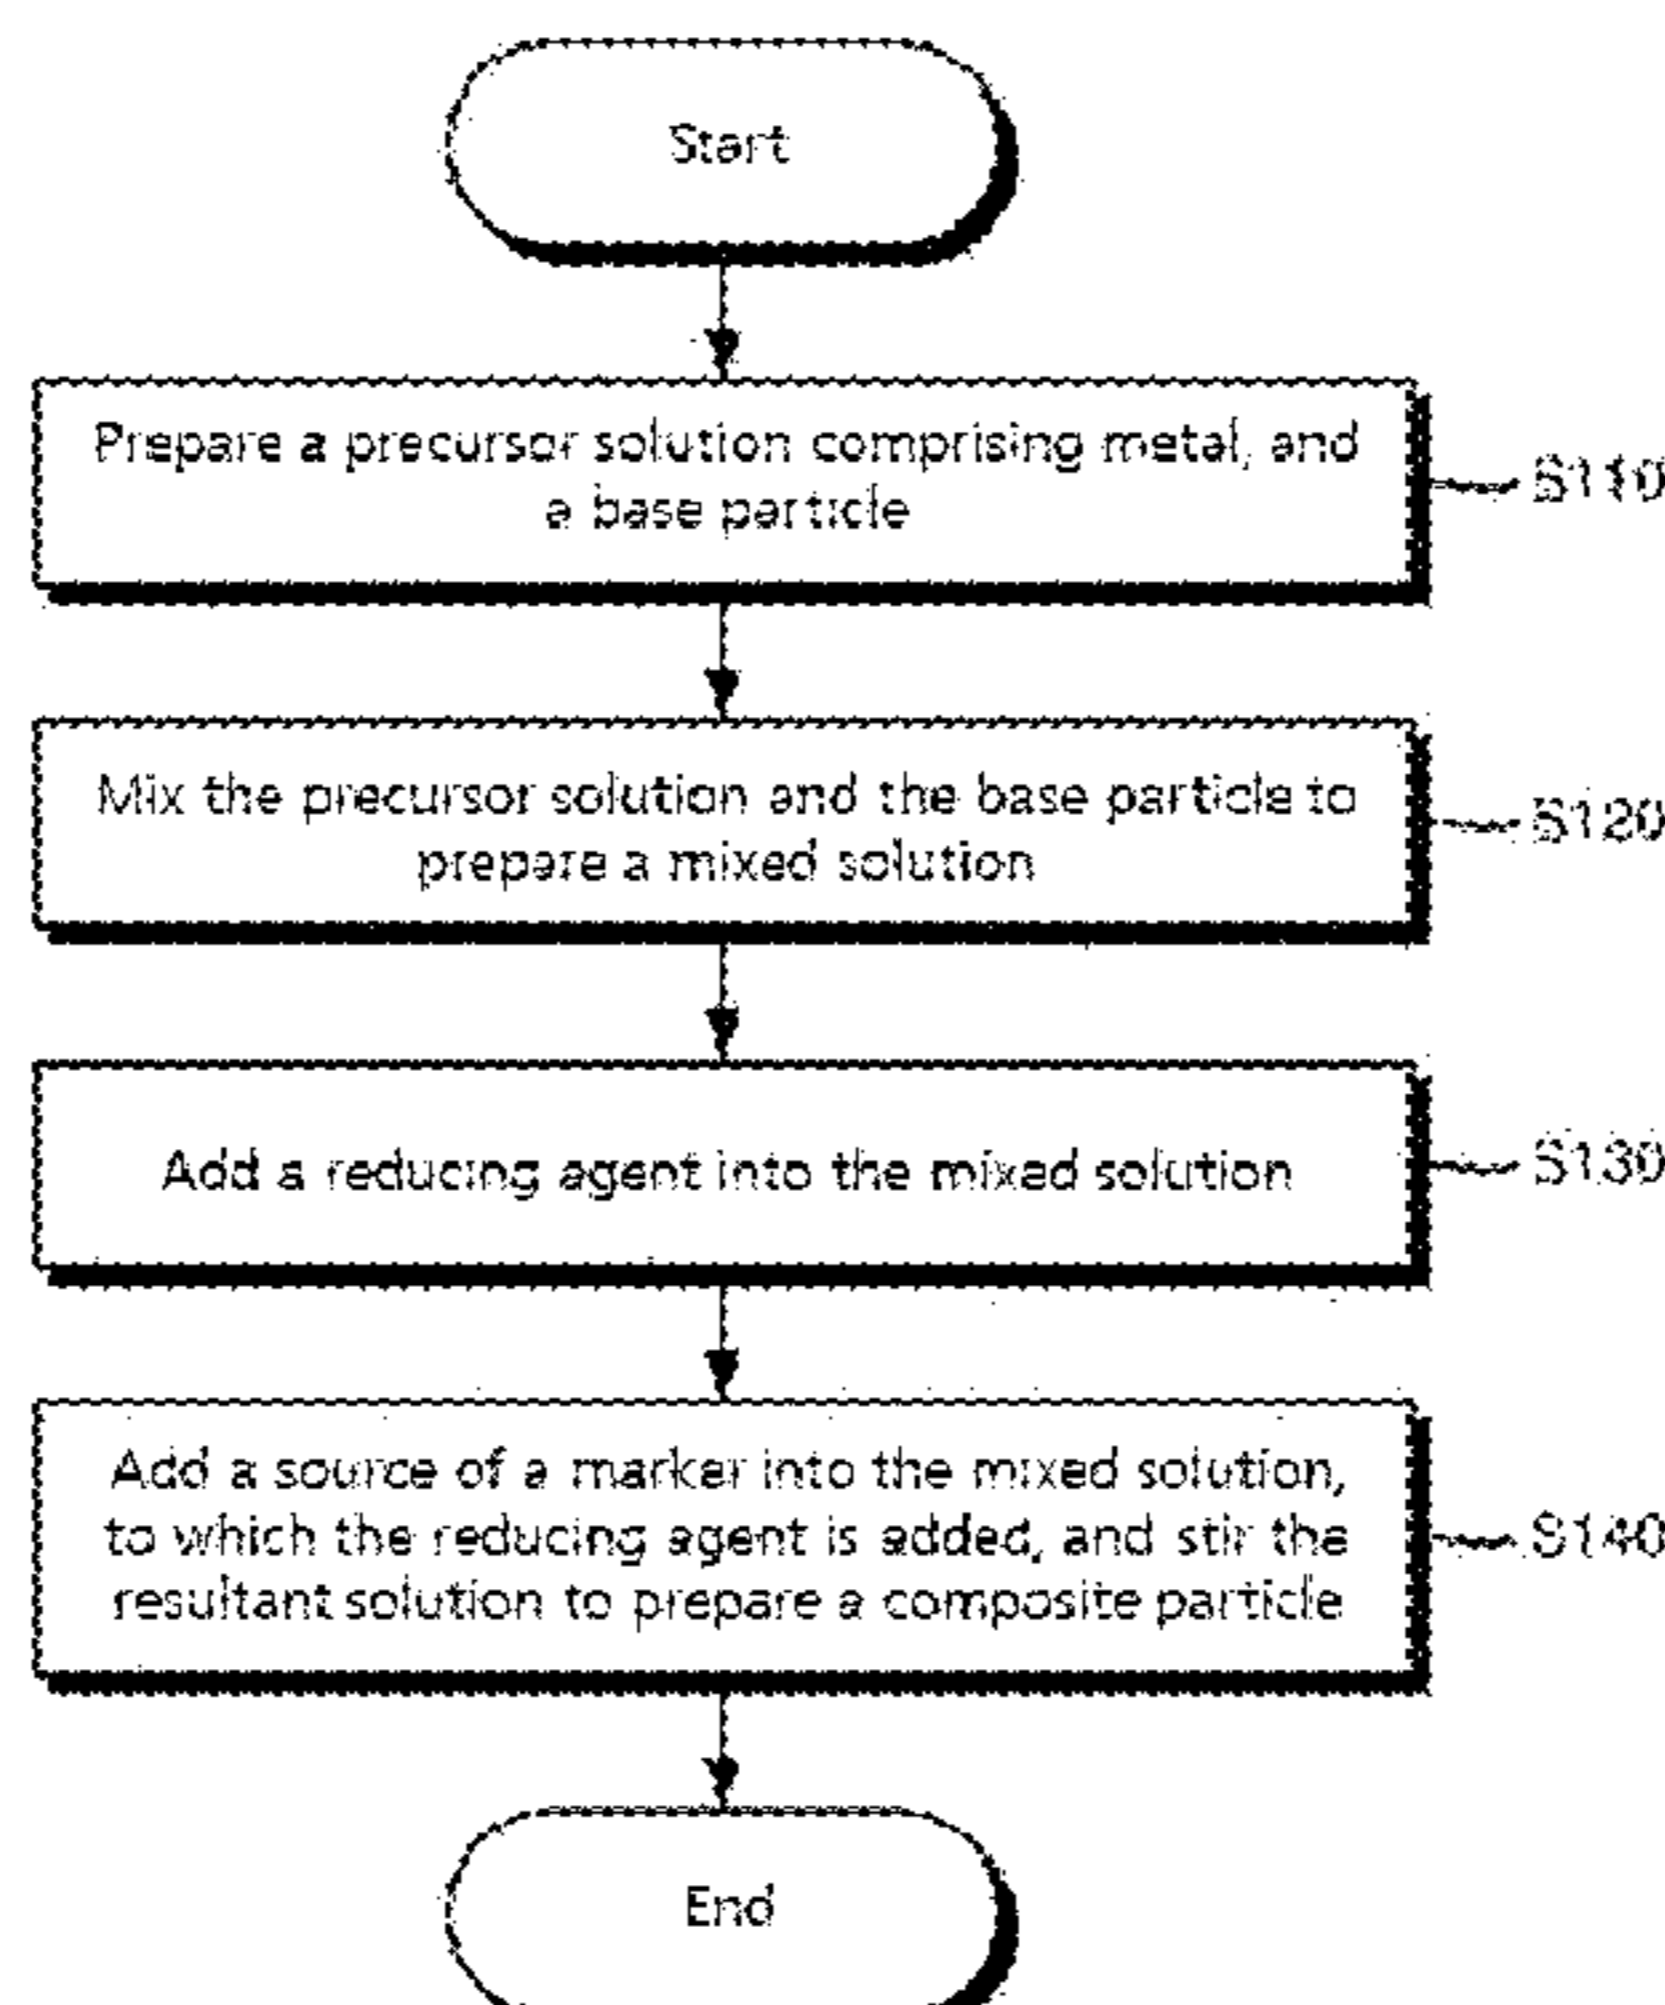 Start
Prepare a precursor solution comprising metal, and
a base particle
S110
Mix the precursor solution and the base particle to
prepare a mixed solution
S120
Add a reducing agent into the mixed solution
S130
Add a source of a marker into the mixed solution,
to which the reducing agent is added, and stir the
resultant solution to prepare a composite particle
S140
End